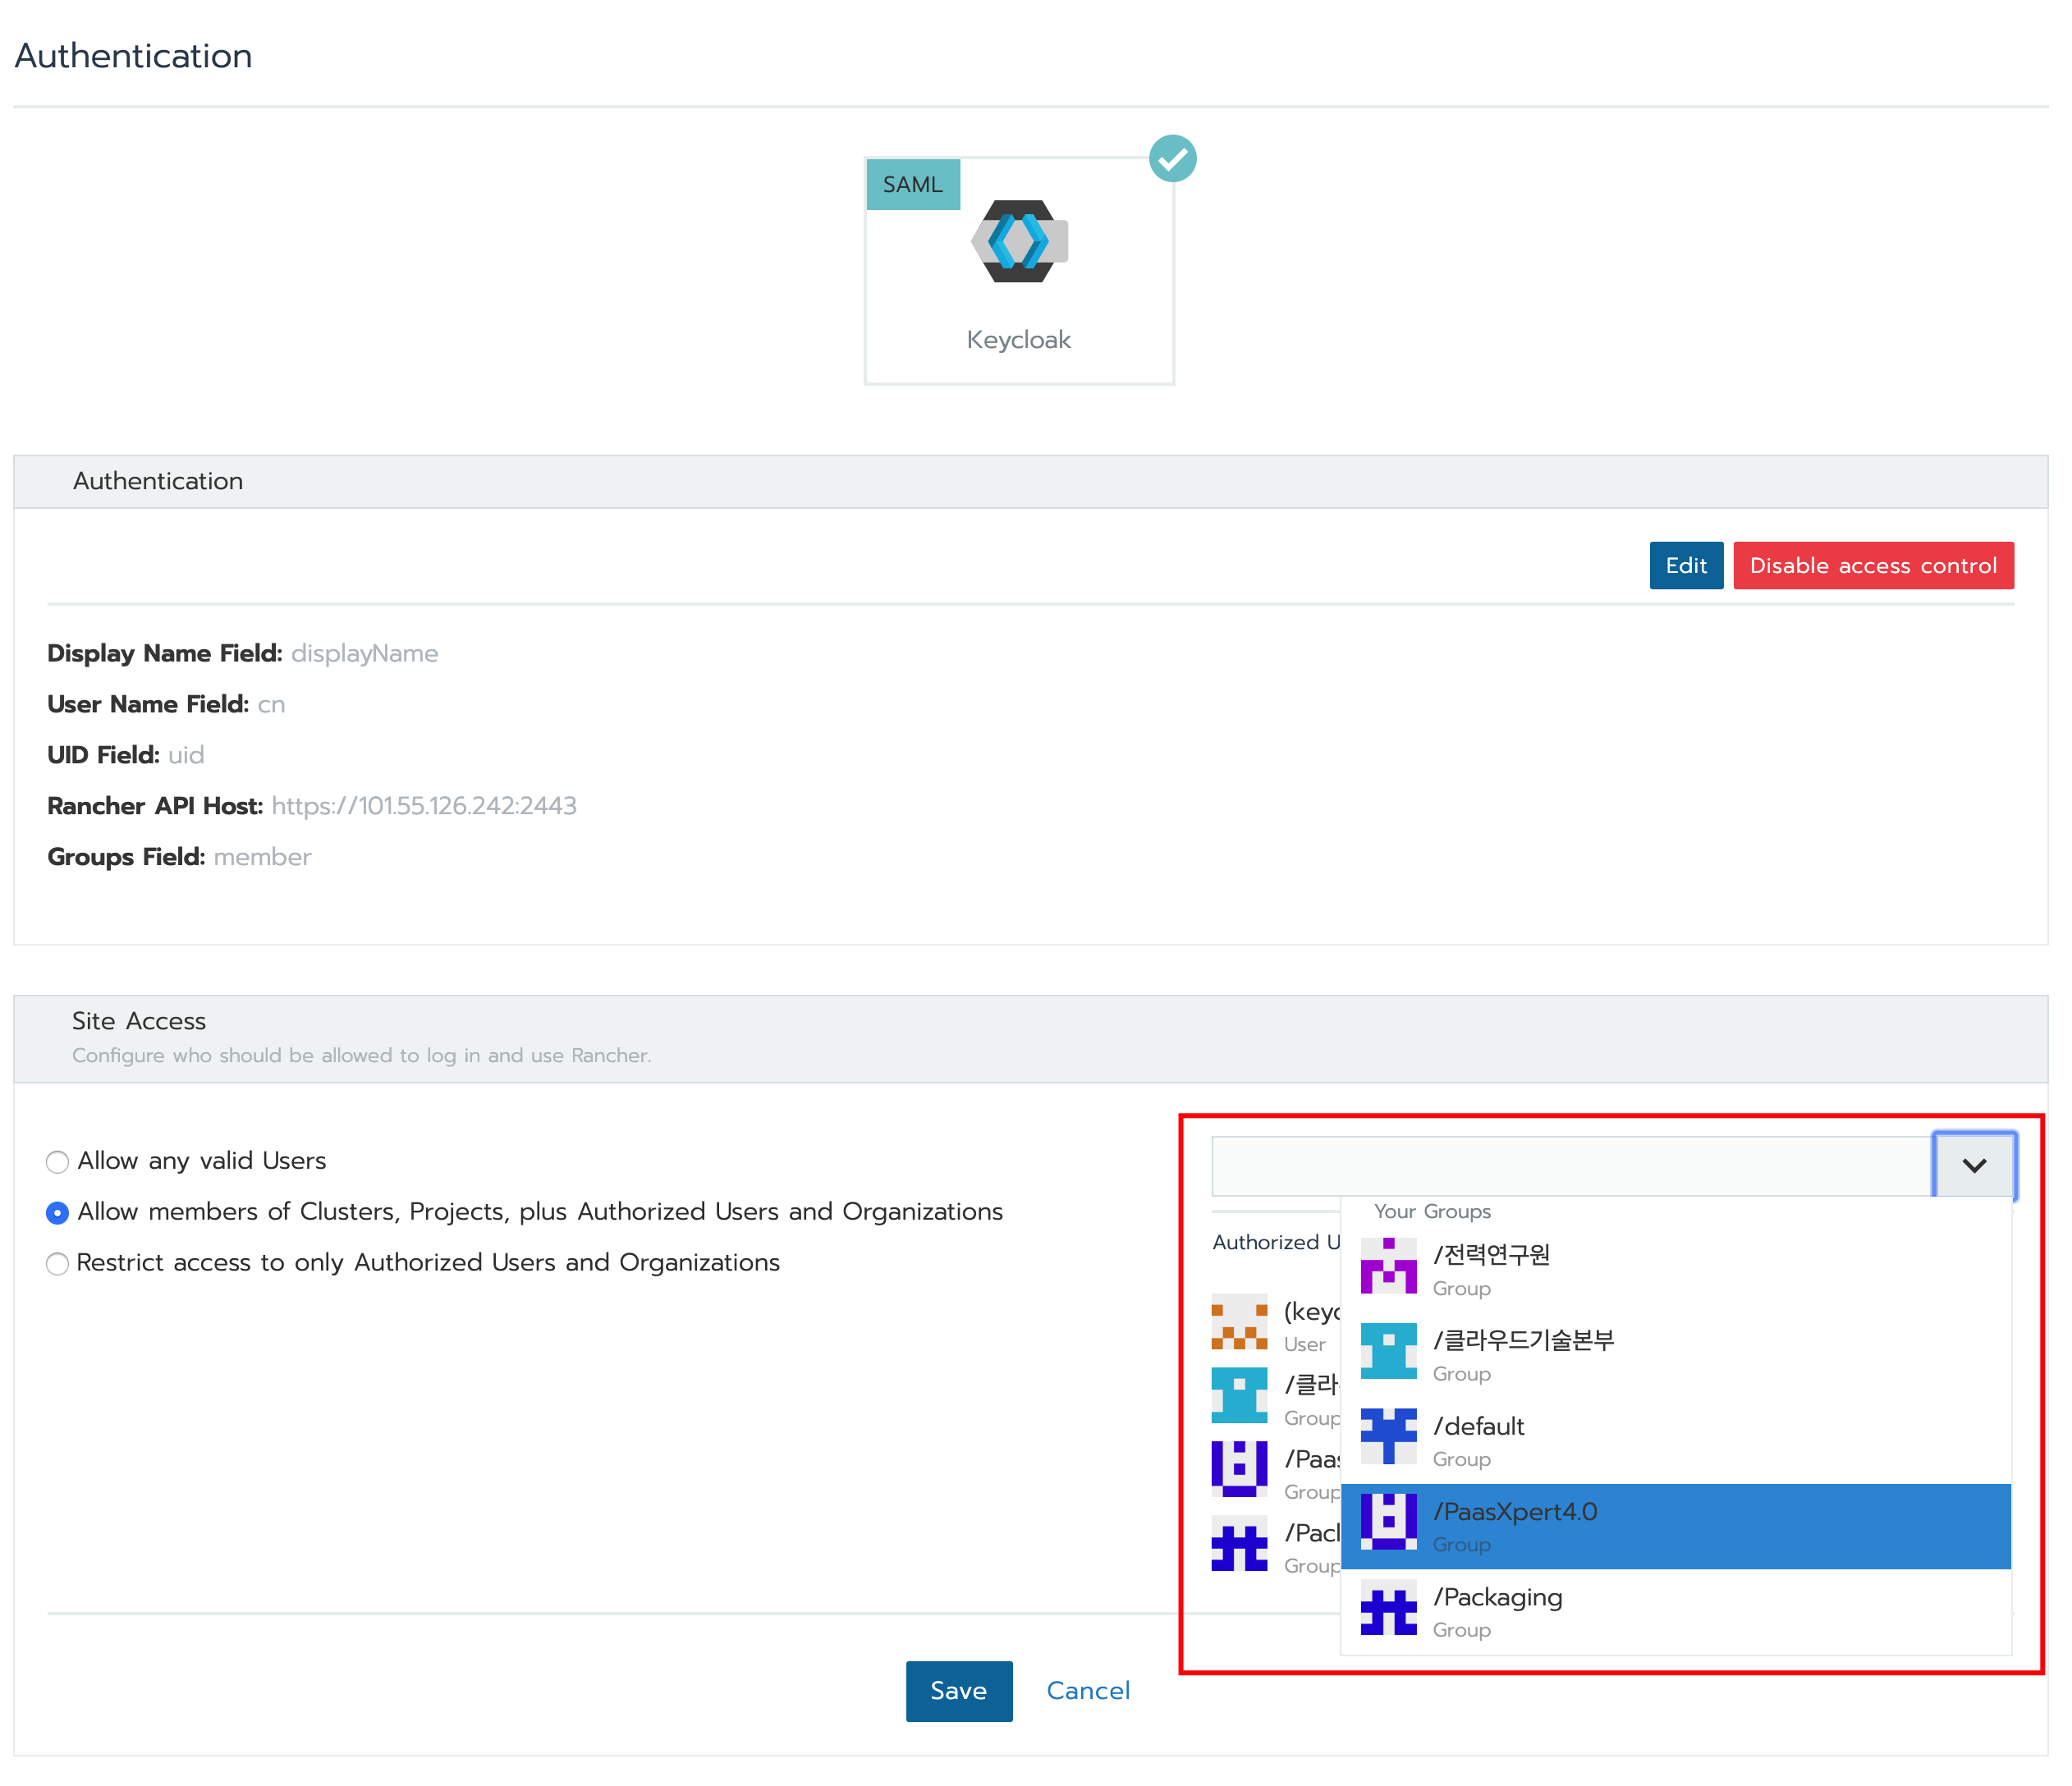 Authentication
SAML
Keycloak
Authentication
Edit
Disable access control
Display Name Field: displayName
User Name Field: cn
UID Field: uid
Rancher API Host: https://101.55.126.242:2443
Groups Field: member
Site Access
Configure who should be allowed to log in and use Rancher.
Allow any valid Users
Allow members of Clusters, Projects, plus Authorized Users and Organizations
Restrict access to only Authorized Users and Organizations
Authorized U
(keyc
User
/클라
Group
/Paas
Group
/Pac
Group
Your Groups
/전력연구원
Group
/클라우드기술본부
Group
/default
Group
/PaasXpert4.0
Group
/Packaging
Group
Save
Cancel